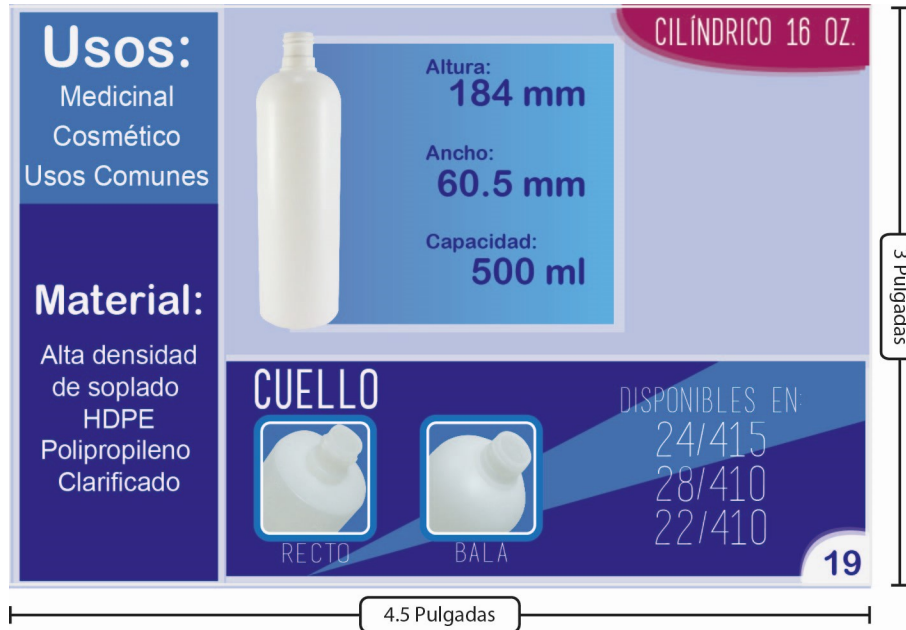 Usos:
Medicinal
Cosmético
Usos Comunes
Material:
Alta densidad
de soplado
HDPE
Polipropileno
Clarificado
CILÍNDRICO 16 OZ.
Altura:
184 mm
Ancho:
60.5 mm
Capacidad:
500 ml
CUELLO
RECTO
BALA
DISPONIBLES EN:
24/415
28/410
22/410
19
3 Pulgadas
4.5 Pulgadas